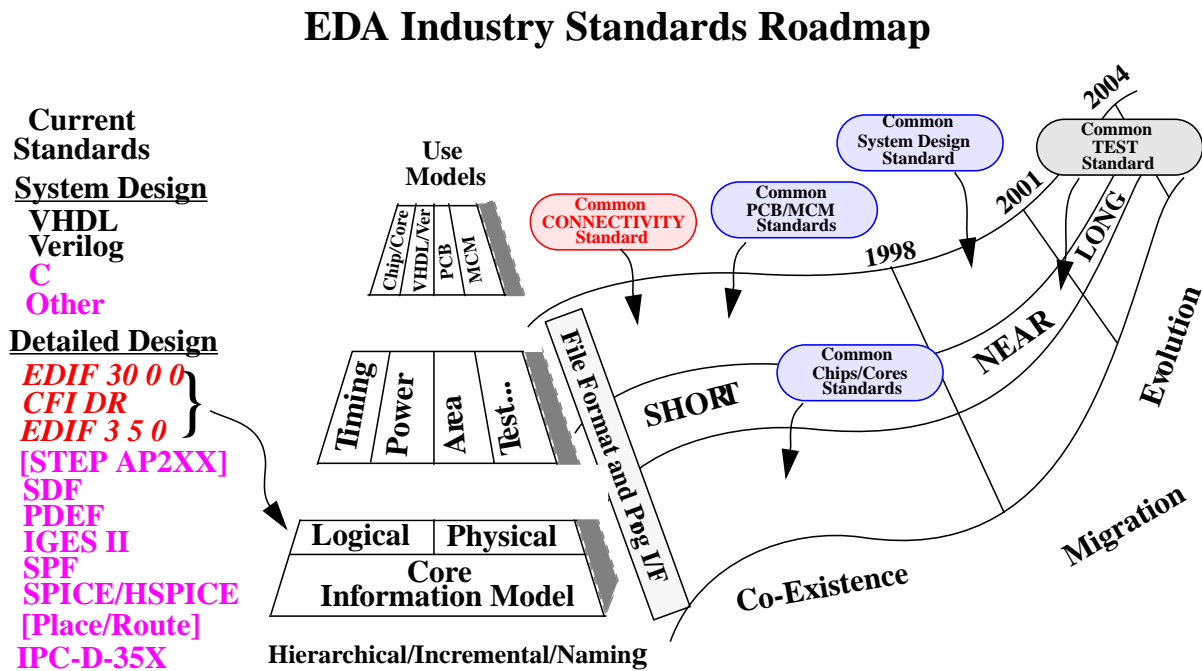 EDA Industry Standards Roadmap
Current
Standards
System Design
VHDL
Verilog
C
Other
Detailed Design
EDIF 30 0 0
CFI DR
EDIF 3 5 0
[STEP AP2XX]
SDF
PDEF
IGES II
SPF
SPICE/HSPICE
[Place/Route]
IPC-D-35X
Use
Models
Chip/Core
VHDL/Ver
PCB
MCM
Timing
Power
Area
Test...
Logical
Physical
Core
Information Model
Hierarchical/Incremental/Naming
File Format and Prog I/F
Common
CONNECTIVITY
Standard
Common
PCB/MCM
Standards
Common
System Design
Standard
Common
TEST
Standard
Common
Chips/Cores
Standards
1998
2001
2004
SHORT
NEAR
LONG
Co-Existence
Migration
Evolution